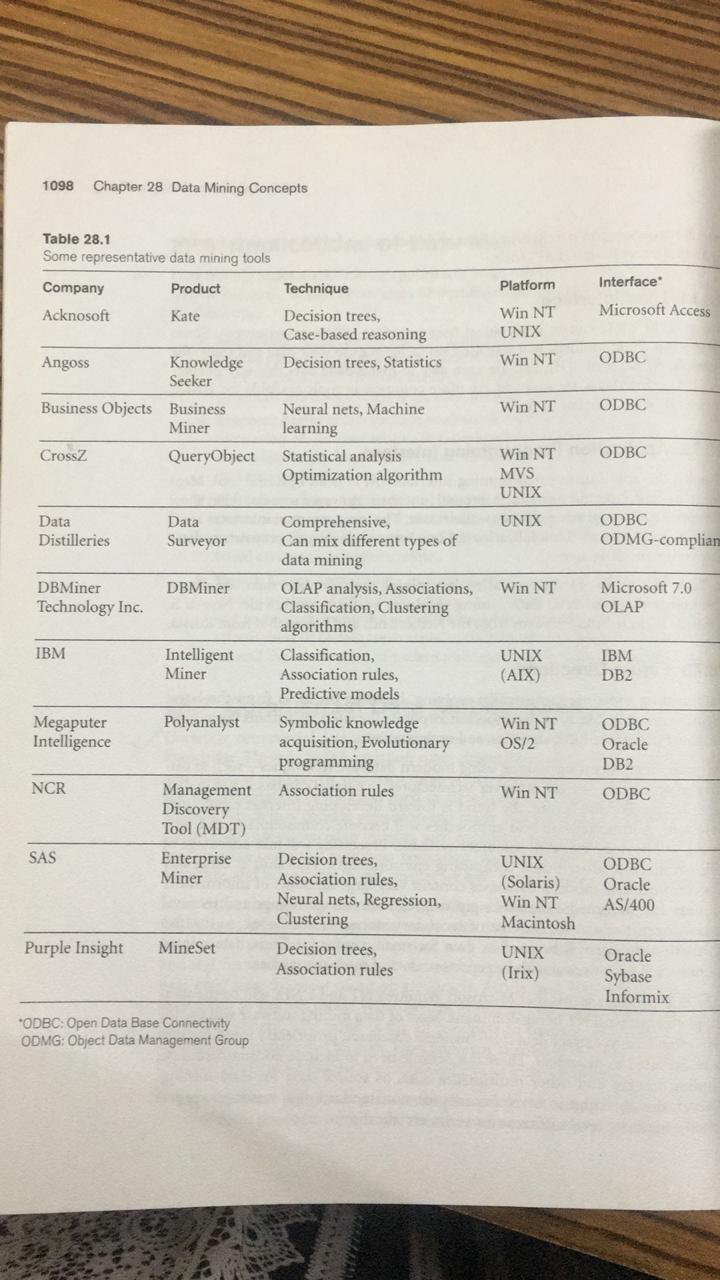 1098 Chapter 28 Data Mining Concepts
Table 28.1
Some representative data mining tools
Company Product Technique Platform Interface*
Acknosoft Kate Decision trees, Win NT Microsoft Access
Case-based reasoning UNIX
Angoss Knowledge Decision trees, Statistics Win NT ODBC
Seeker
Business Objects Business Neural nets, Machine Win NT ODBC
Miner learning
CrossZ QueryObject Statistical analysis Win NT ODBC
Optimization algorithm MVS
UNIX
Data Data Comprehensive, UNIX ODBC
Distilleries Surveyor Can mix different types of ODMG-complian
data mining
DBMiner DBMiner OLAP analysis, Associations, Win NT Microsoft 7.0
Technology Inc. Classification, Clustering OLAP
algorithms
IBM Intelligent Classification, UNIX IBM
Miner Association rules, (AIX) DB2
Predictive models
Megaputer Polyanalyst Symbolic knowledge Win NT ODBC
Intelligence acquisition, Evolutionary OS/2 Oracle
programming DB2
NCR Management Association rules Win NT ODBC
Discovery
Tool (MDT)
SAS Enterprise Decision trees, UNIX ODBC
Miner Association rules, (Solaris) Oracle
Neural nets, Regression, Win NT AS/400
Clustering Macintosh
Purple Insight MineSet Decision trees, UNIX Oracle
Association rules (Irix) Sybase
Informix
*ODBC: Open Data Base Connectivity
ODMG: Object Data Management Group